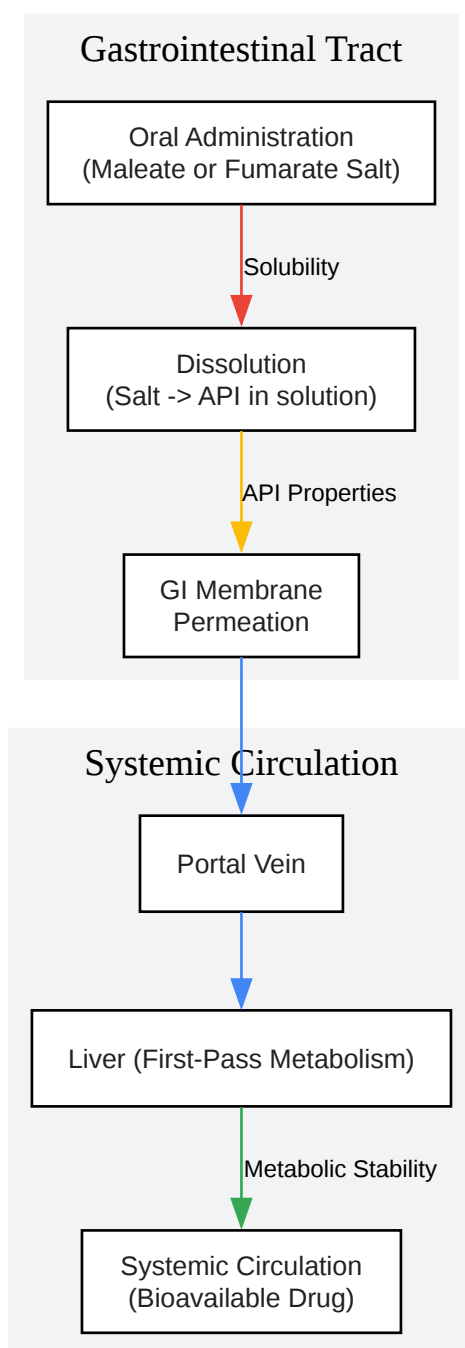 Gastrointestinal Tract
Oral Administration
(Maleate or Fumarate Salt)
Solubility
Dissolution
(Salt -> API in solution)
API Properties
GI Membrane
Permeation
Systemic Circulation
Portal Vein
Liver (First-Pass Metabolism)
Metabolic Stability
Systemic Circulation
(Bioavailable Drug)